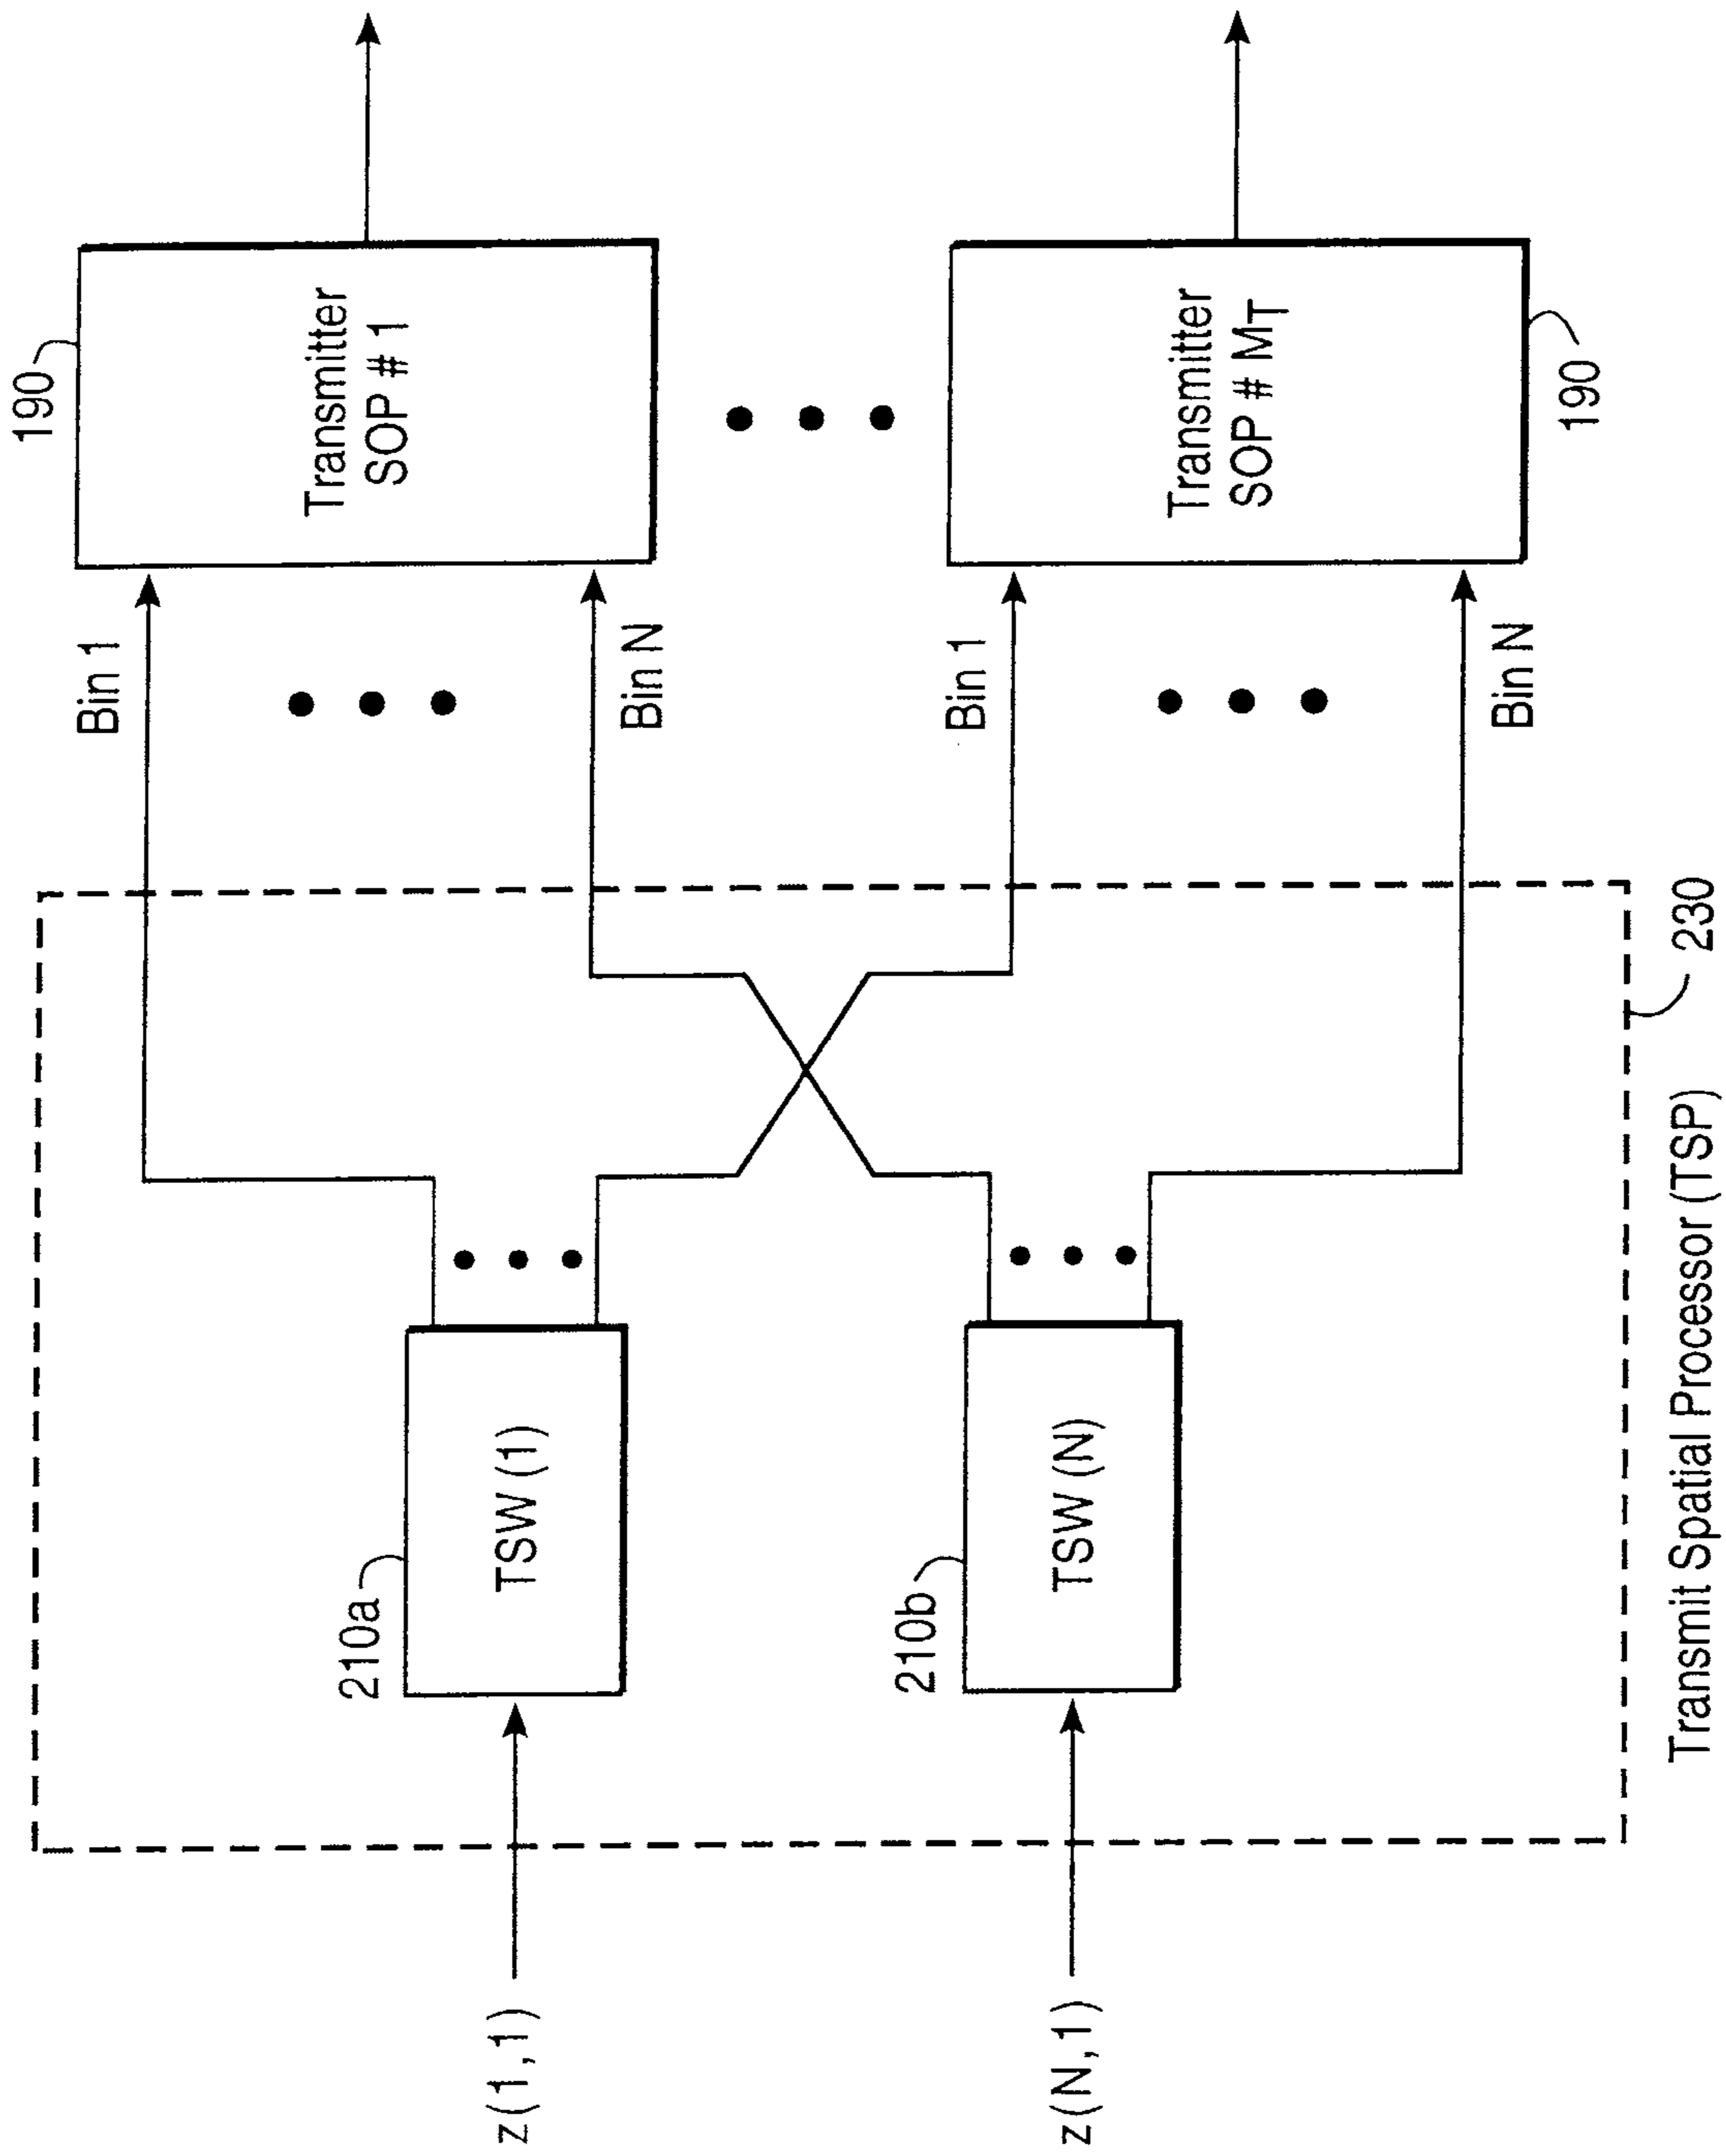 190
Transmitter
SOP # 1
Bin 1
Bin N
Transmitter
SOP # MT
190
Bin 1
Bin N
210a
TSW (1)
210b
TSW (N)
z(1,1)
z(N,1)
230
Transmit Spatial Processor (TSP)